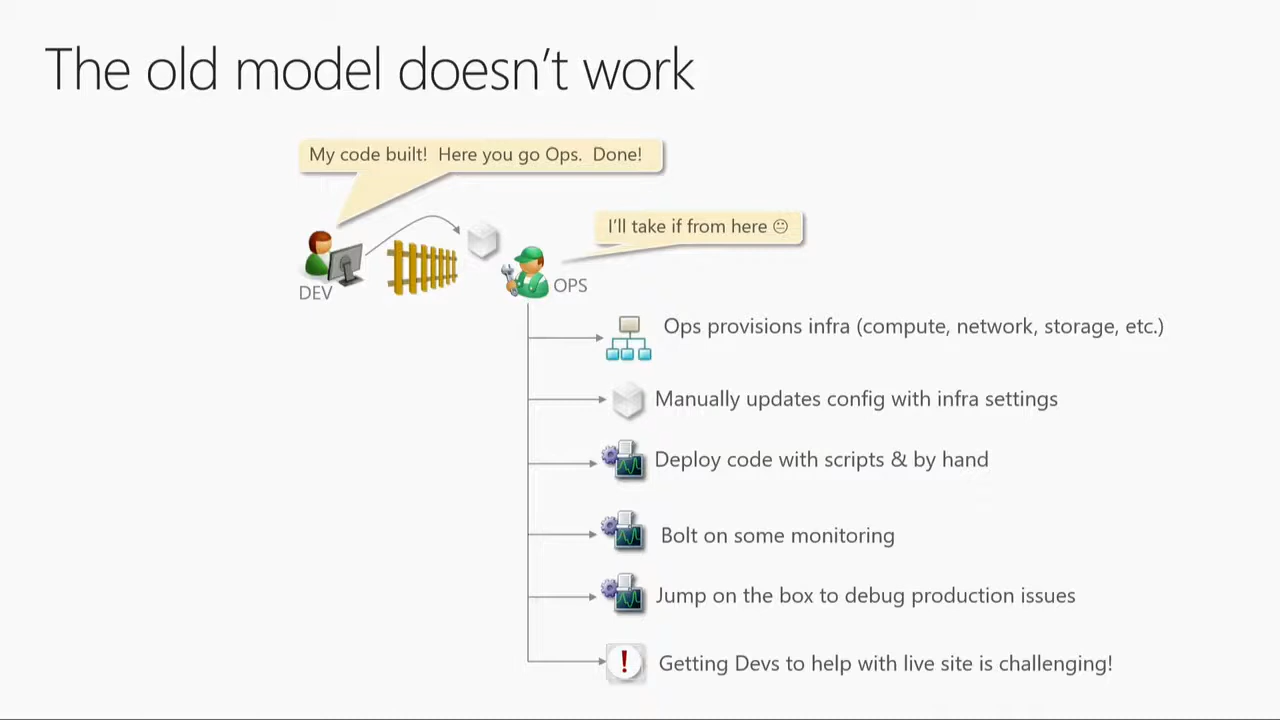 The old model doesn't work
My code built!  Here you go Ops.  Done!
I'll take if from here 😐
DEV
OPS
Ops provisions infra (compute, network, storage, etc.)
Manually updates config with infra settings
Deploy code with scripts & by hand
Bolt on some monitoring
Jump on the box to debug production issues
Getting Devs to help with live site is challenging!